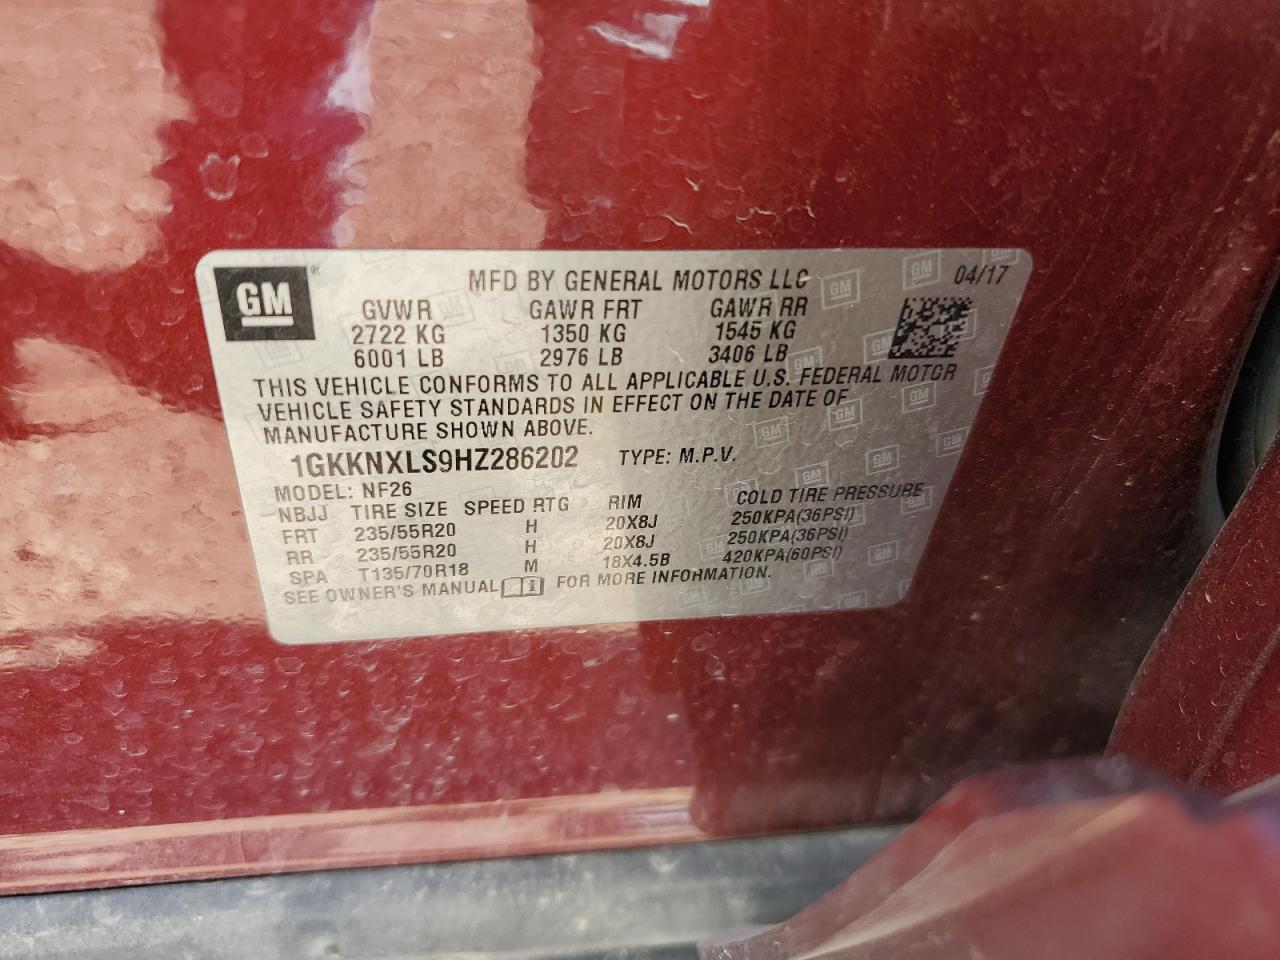 GM ®
MFD BY GENERAL MOTORS LLC 04/17
GVWR GAWR FRT GAWR RR
2722 KG 1350 KG 1545 KG
6001 LB 2976 LB 3406 LB
THIS VEHICLE CONFORMS TO ALL APPLICABLE U.S. FEDERAL MOTOR
VEHICLE SAFETY STANDARDS IN EFFECT ON THE DATE OF
MANUFACTURE SHOWN ABOVE.
1GKKNXLS9HZ286202 TYPE: M.P.V.
MODEL: NF26
NBJJ TIRE SIZE SPEED RTG RIM COLD TIRE PRESSURE
FRT 235/55R20 H 20X8J 250KPA(36PSI)
RR 235/55R20 H 20X8J 250KPA(36PSI)
SPA T135/70R18 M 18X4.5B 420KPA(60PSI)
SEE OWNER'S MANUAL i FOR MORE INFORMATION.